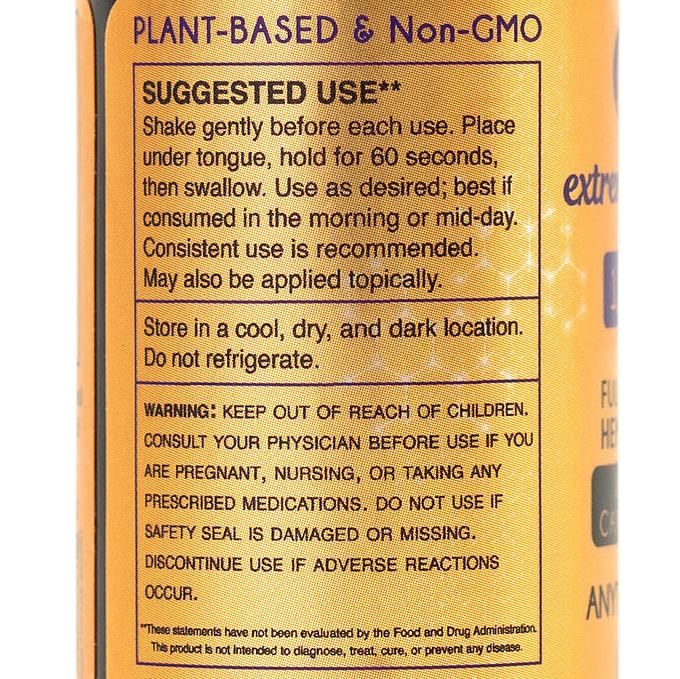 PLANT-BASED & Non-GMO
SUGGESTED USE**
Shake gently before each use. Place
under tongue, hold for 60 seconds,
then swallow. Use as desired; best if
consumed in the morning or mid-day.
Consistent use is recommended.
May also be applied topically.
Store in a cool, dry, and dark location.
Do not refrigerate.
WARNING: KEEP OUT OF REACH OF CHILDREN.
CONSULT YOUR PHYSICIAN BEFORE USE IF YOU
ARE PREGNANT, NURSING, OR TAKING ANY
PRESCRIBED MEDICATIONS. DO NOT USE IF
SAFETY SEAL IS DAMAGED OR MISSING.
DISCONTINUE USE IF ADVERSE REACTIONS
OCCUR.
**These statements have not been evaluated by the Food and Drug Administration.
This product is not intended to diagnose, treat, cure, or prevent any disease.